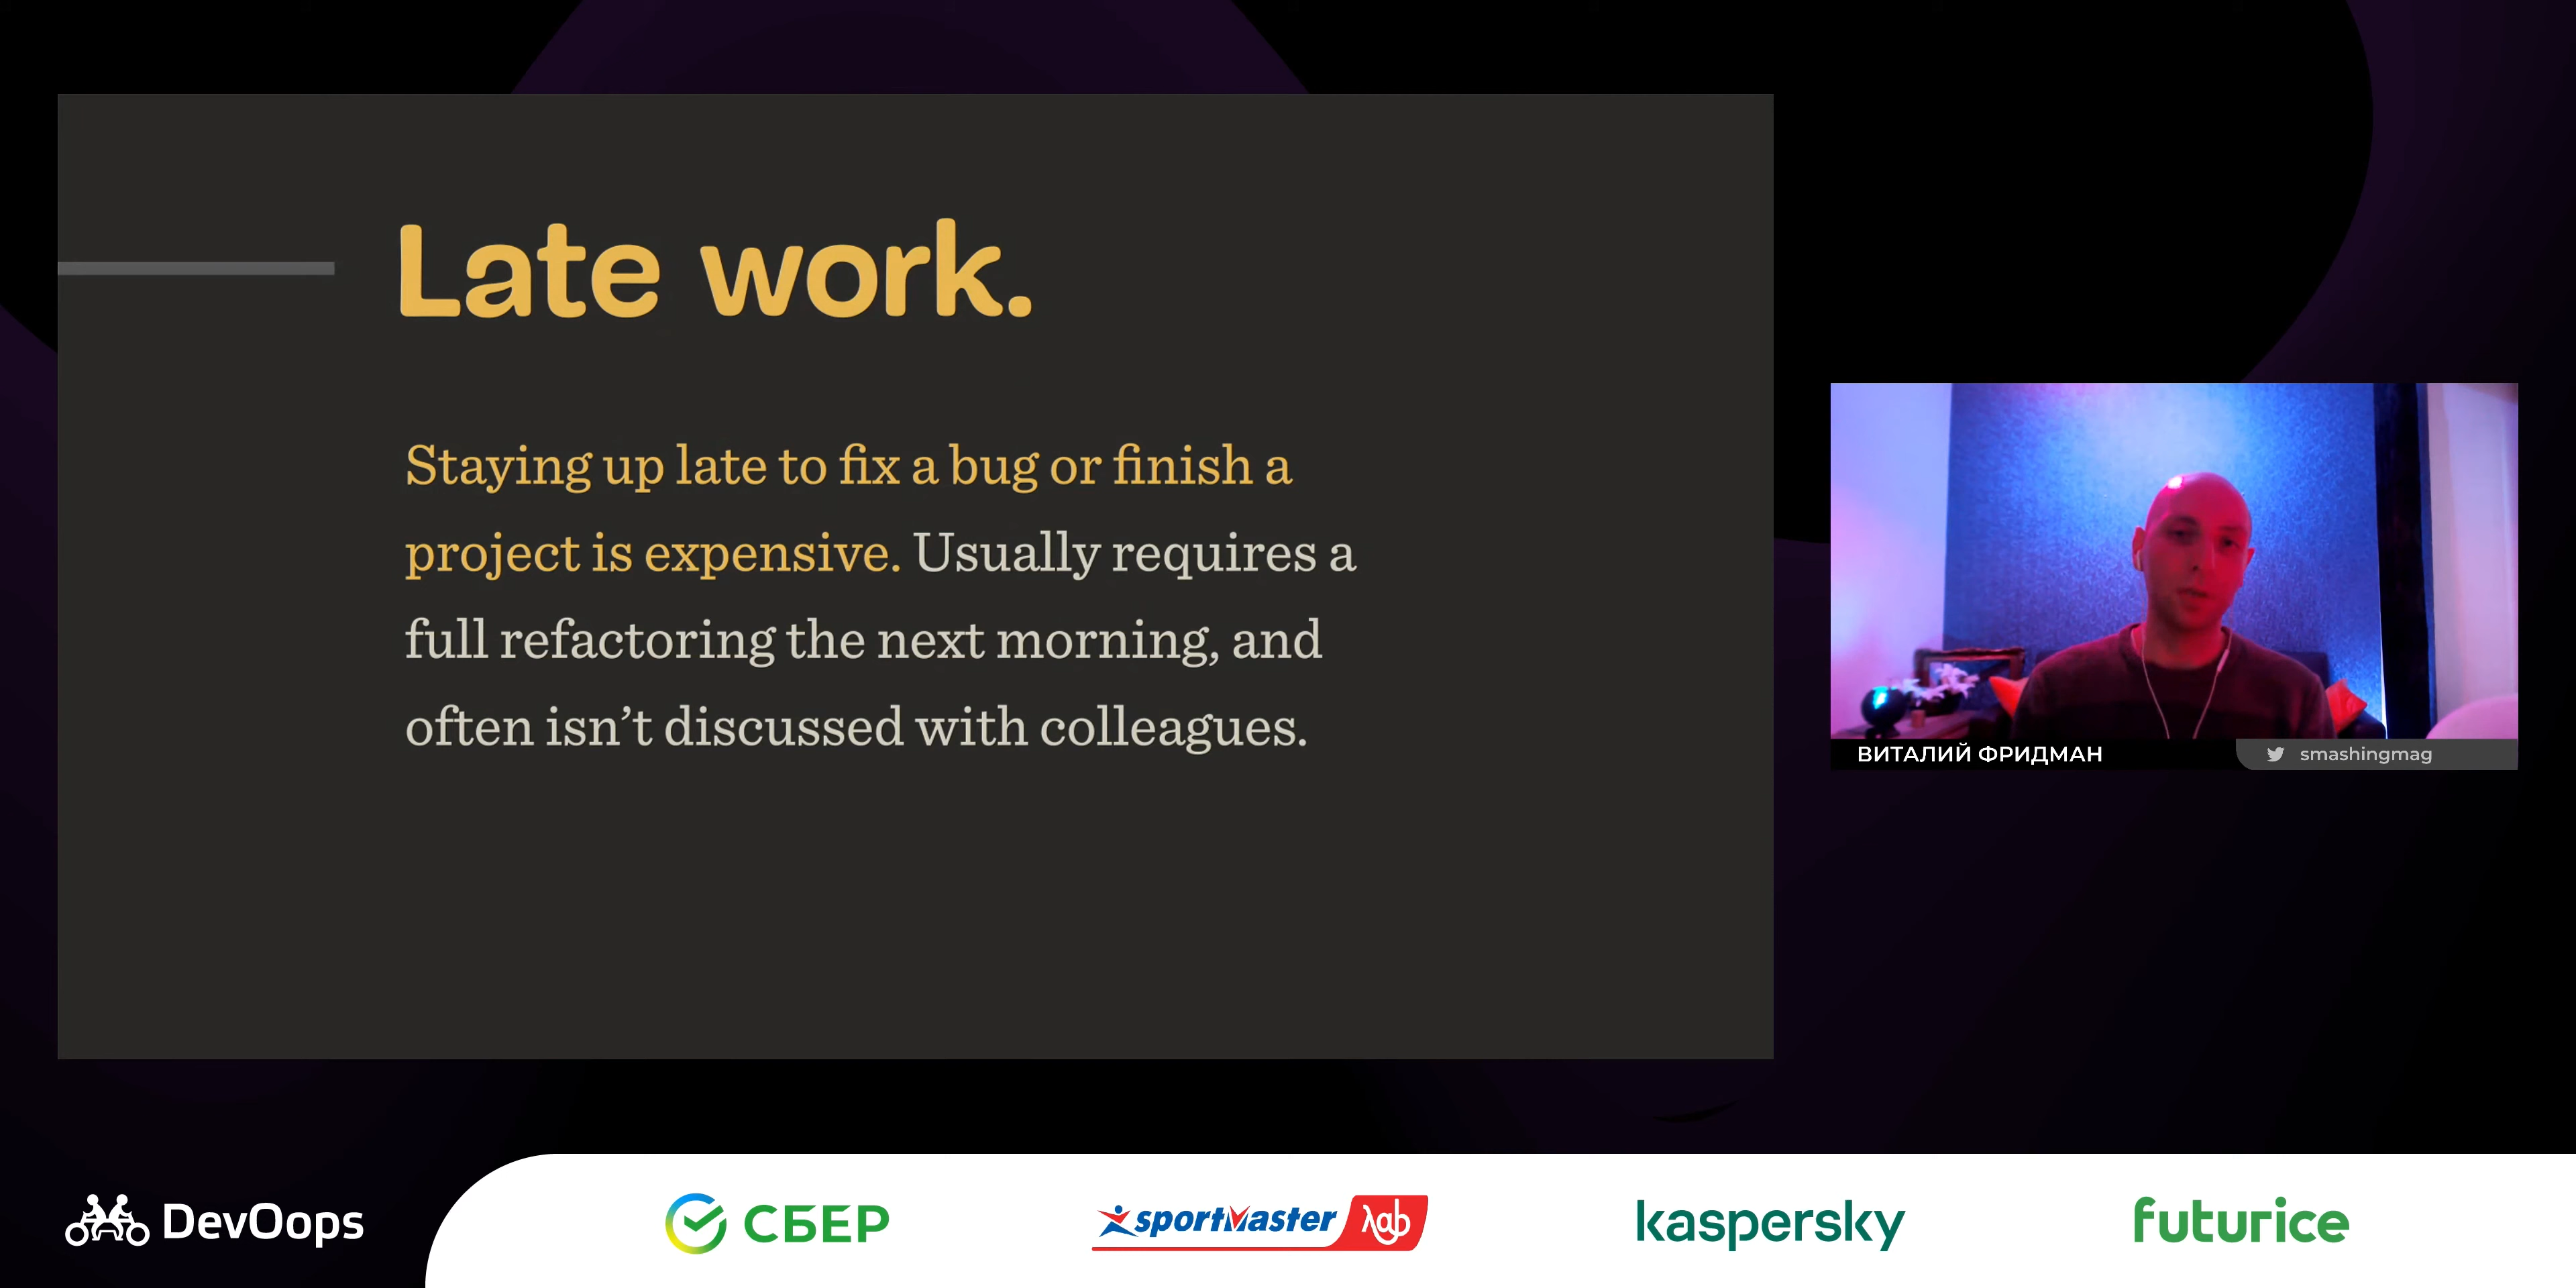 Late work.
Staying up late to fix a bug or finish a
project is expensive. Usually requires a
full refactoring the next morning, and
often isn’t discussed with colleagues.
ВИТАЛИЙ ФРИДМАН
smashingmag
DevOops
СБЕР
sportmaster λab
kaspersky
futurice